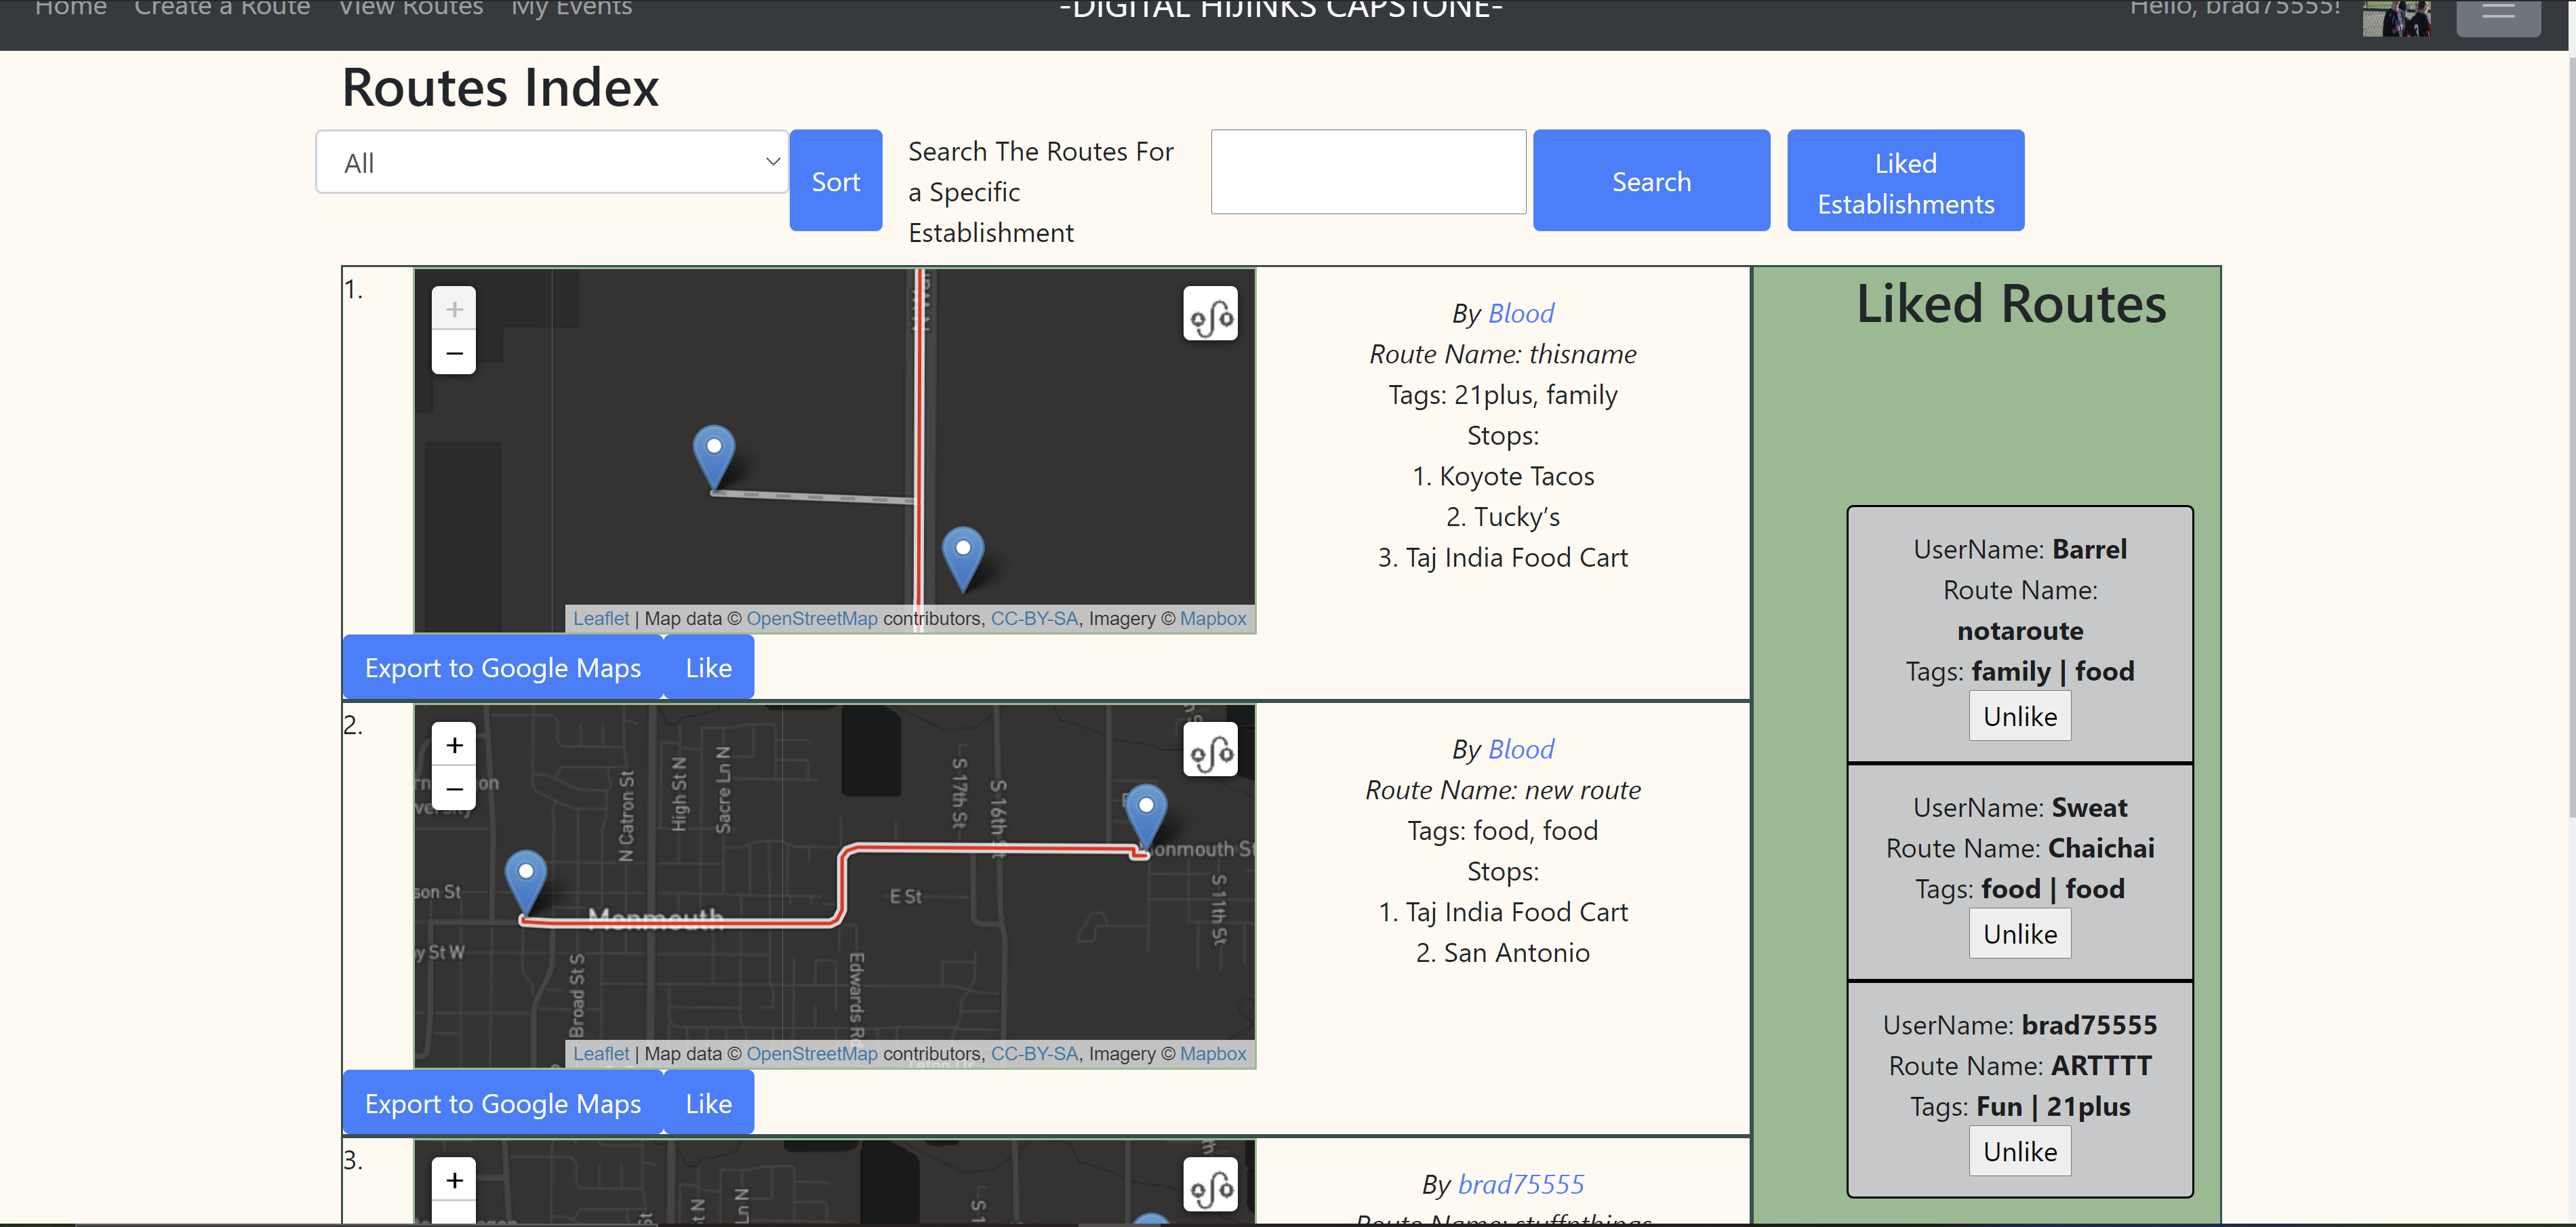 Home Create a Route View Routes My Events
-DIGITAL HIJINKS CAPSTONE-
Hello, brad75555!
Routes Index
All
Sort
Search The Routes For
a Specific
Establishment
Search
Liked
Establishments
1.
+
−
Leaflet | Map data © OpenStreetMap contributors, CC-BY-SA, Imagery © Mapbox
Export to Google Maps
Like
By Blood
Route Name: thisname
Tags: 21plus, family
Stops:
1. Koyote Tacos
2. Tucky’s
3. Taj India Food Cart
2.
+
−
N Catron St
High St N
Sacre Ln N
S 17th St
S 16th St
Monmouth St
son St
Monmouth
E St
S 11th St
y St W
Broad St S
Edwards Rd
Leaflet | Map data © OpenStreetMap contributors, CC-BY-SA, Imagery © Mapbox
Export to Google Maps
Like
By Blood
Route Name: new route
Tags: food, food
Stops:
1. Taj India Food Cart
2. San Antonio
3.
+
By brad75555
Route Name: stuffnthings
Liked Routes
UserName: Barrel
Route Name:
notaroute
Tags: family | food
Unlike
UserName: Sweat
Route Name: Chaichai
Tags: food | food
Unlike
UserName: brad75555
Route Name: ARTTTT
Tags: Fun | 21plus
Unlike